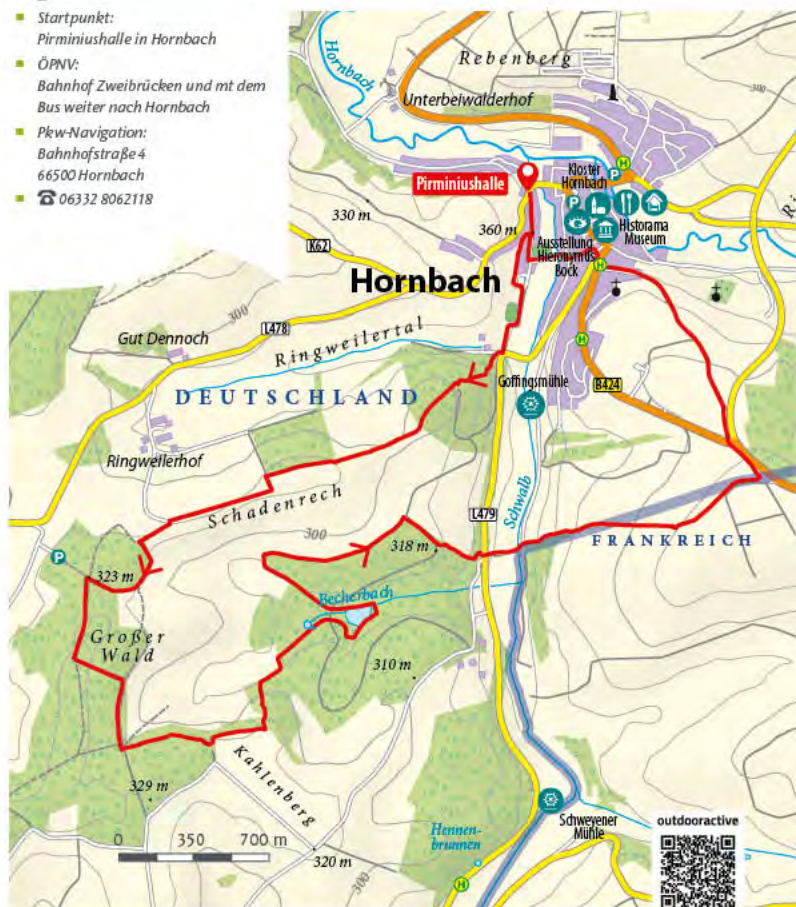 Startpunkt:
Pirminiushalle in Hornbach
ÖPNV:
Bahnhof Zweibrücken und mt dem
Bus weiter nach Hornbach
Pkw-Navigation:
Bahnhofstraße 4
66500 Hornbach
06332 8062118
Hornbach
Rebenberg
300
Unterbeiwalderhof
H
Pirminiushalle
Kloster
Hornbach
P
P
330 m
360 m
K62
Historama
Museum
Ausstellung
Hieronymus
Bock
H
Hornbach
300
L478
Gut Dennoch
Ringweilertal
H
DEUTSCHLAND
Goffingsmühle
B424
Ringweilerhof
Schadenrech
L479
Schwalb
300
318 m
FRANKREICH
P
323 m
Becherbach
Großer
Wald
310 m
329 m
Kahlenberg
0 350 700 m
320 m
Hennen-
brunnen
Schweyener
Mühle
outdooractive
300
H